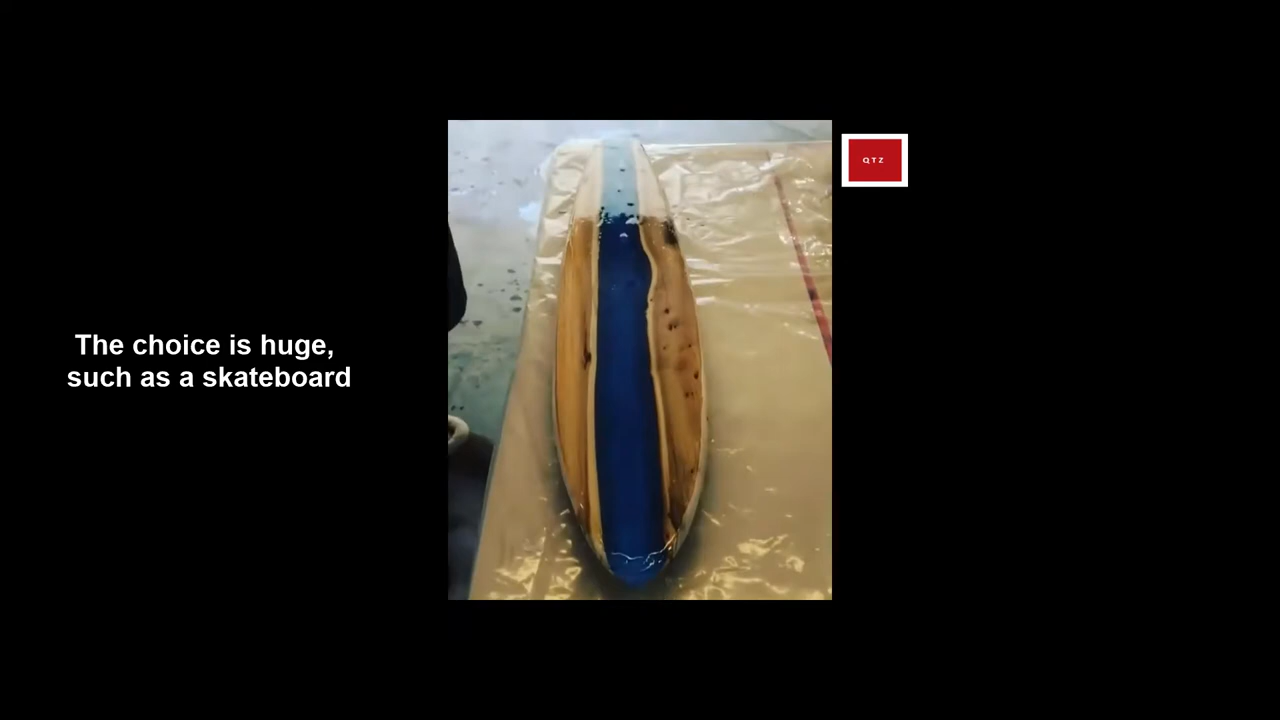 The choice is huge,
such as a skateboard
QTZ